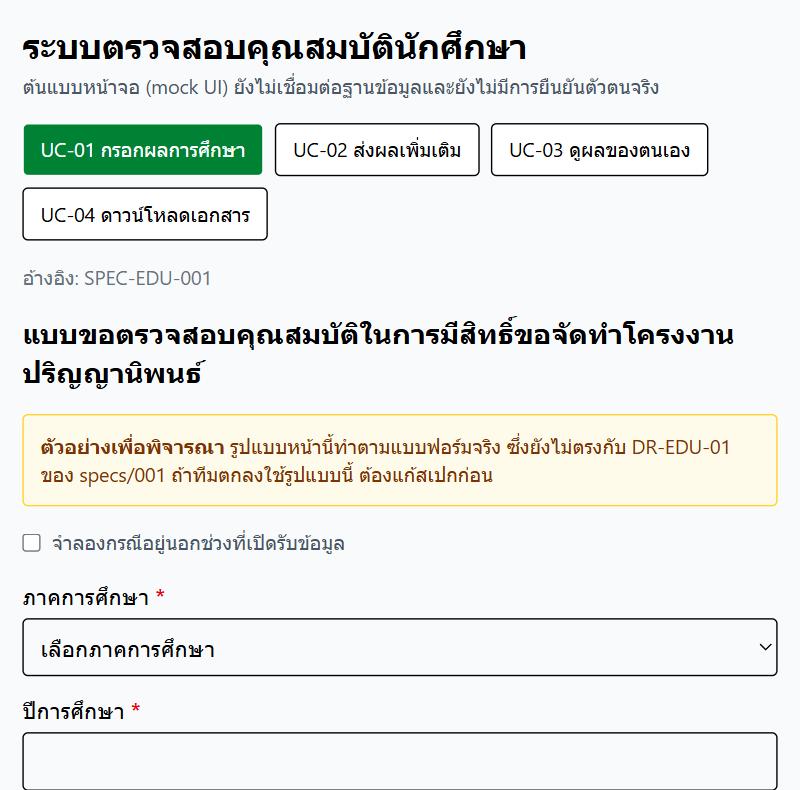 ระบบตรวจสอบคุณสมบัตินักศึกษา
ต้นแบบหน้าจอ (mock UI) ยังไม่เชื่อมต่อฐานข้อมูลและยังไม่มีการยืนยันตัวตนจริง
UC-01 กรอกผลการศึกษา
UC-02 ส่งผลเพิ่มเติม
UC-03 ดูผลของตนเอง
UC-04 ดาวน์โหลดเอกสาร
อ้างอิง: SPEC-EDU-001
แบบขอตรวจสอบคุณสมบัติในการมีสิทธิ์ขอจัดทำโครงงาน
ปริญญานิพนธ์
ตัวอย่างเพื่อพิจารณา รูปแบบหน้านี้ทำตามแบบฟอร์มจริง ซึ่งยังไม่ตรงกับ DR-EDU-01
ของ specs/001 ถ้าทีมตกลงใช้รูปแบบนี้ ต้องแก้สเปกก่อน
จำลองกรณีอยู่นอกช่วงที่เปิดรับข้อมูล
ภาคการศึกษา *
เลือกภาคการศึกษา
ปีการศึกษา *